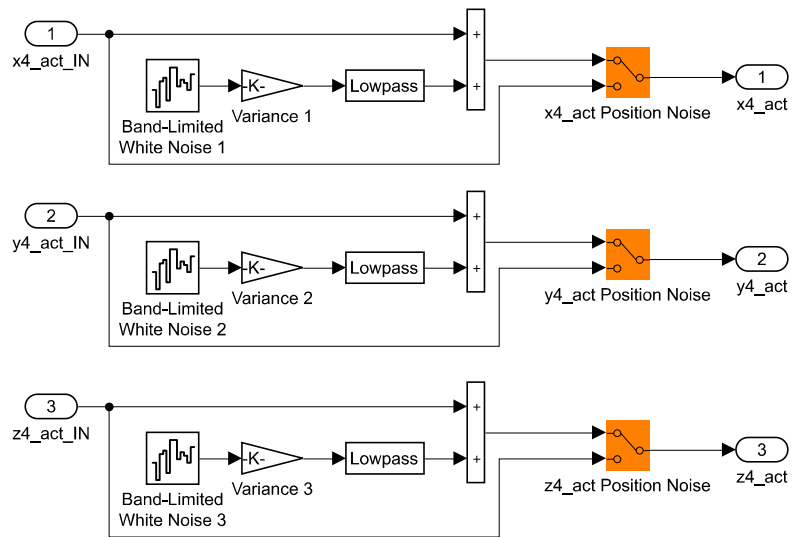 1
x4_act_IN
+
+
-K-
Lowpass
Variance 1
Band-Limited
White Noise 1
x4_act Position Noise
1
x4_act
2
y4_act_IN
+
+
-K-
Lowpass
Variance 2
Band-Limited
White Noise 2
y4_act Position Noise
2
y4_act
3
z4_act_IN
+
+
-K-
Lowpass
Variance 3
Band-Limited
White Noise 3
z4_act Position Noise
3
z4_act